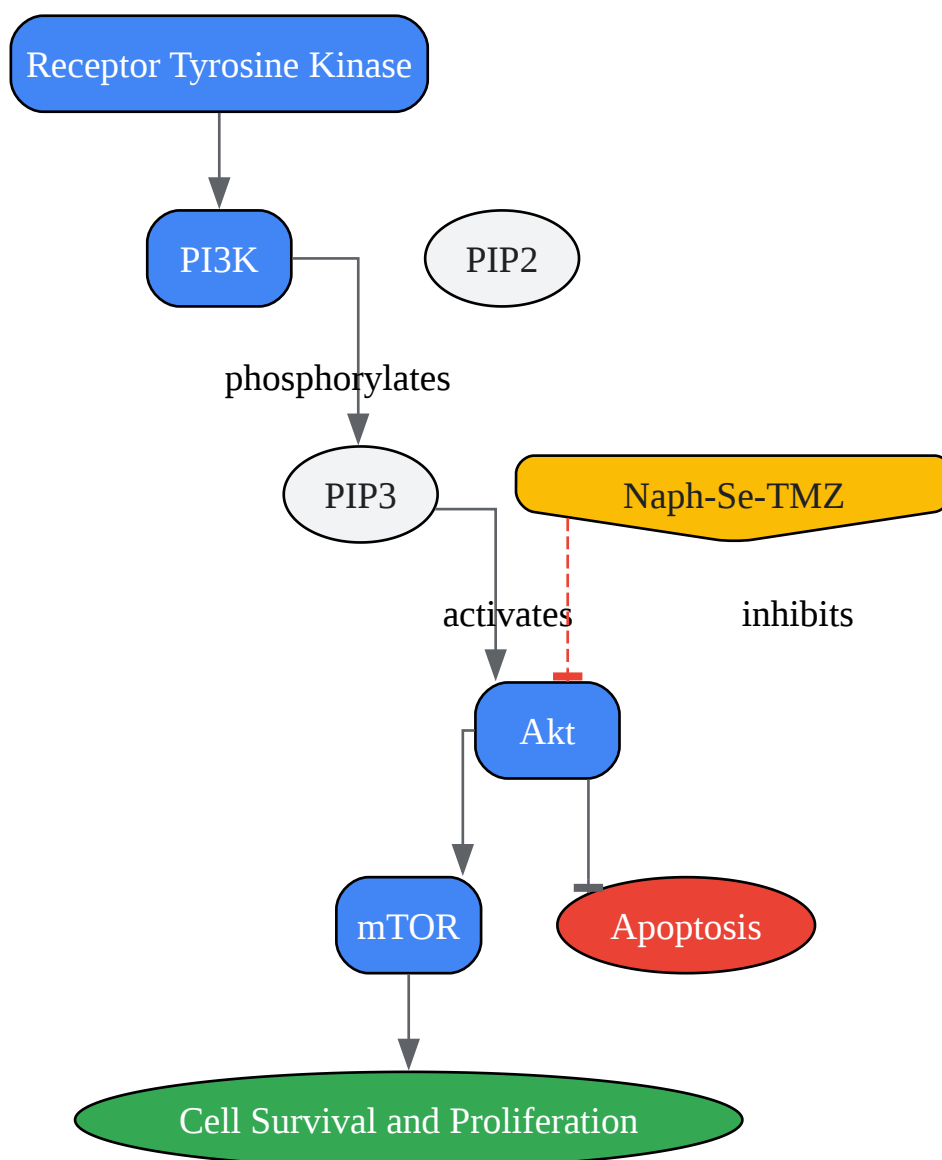 Receptor Tyrosine Kinase
PI3K
PIP2
phosphorylates
PIP3
Naph-Se-TMZ
activates
inhibits
Akt
mTOR
Apoptosis
Cell Survival and Proliferation